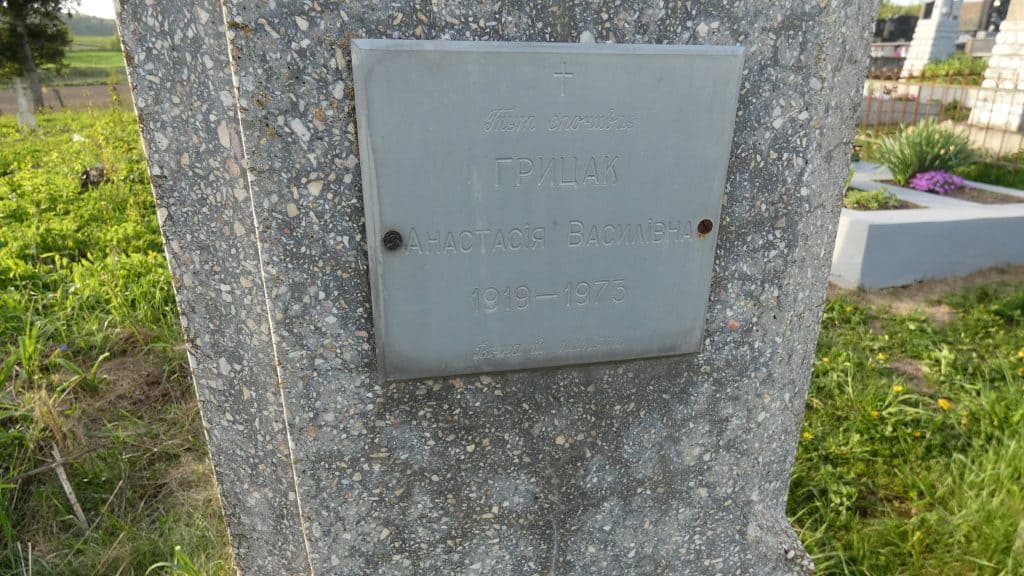 Тут спочиває
ГРИЦАК
АНАСТАСІЯ ВАСИЛІВНА
1919—1973